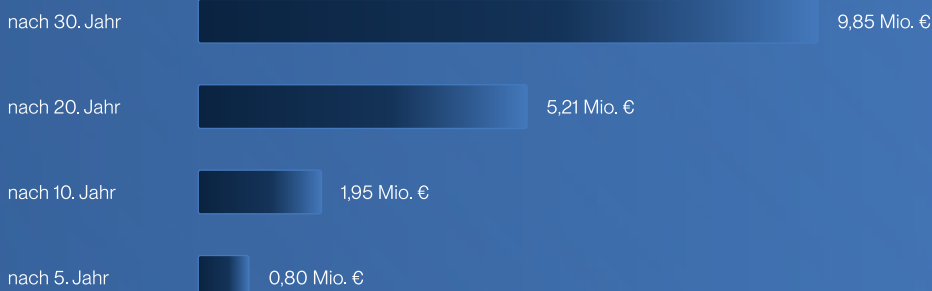 nach 30. Jahr 9,85 Mio. €
nach 20. Jahr 5,21 Mio. €
nach 10. Jahr 1,95 Mio. €
nach 5. Jahr 0,80 Mio. €